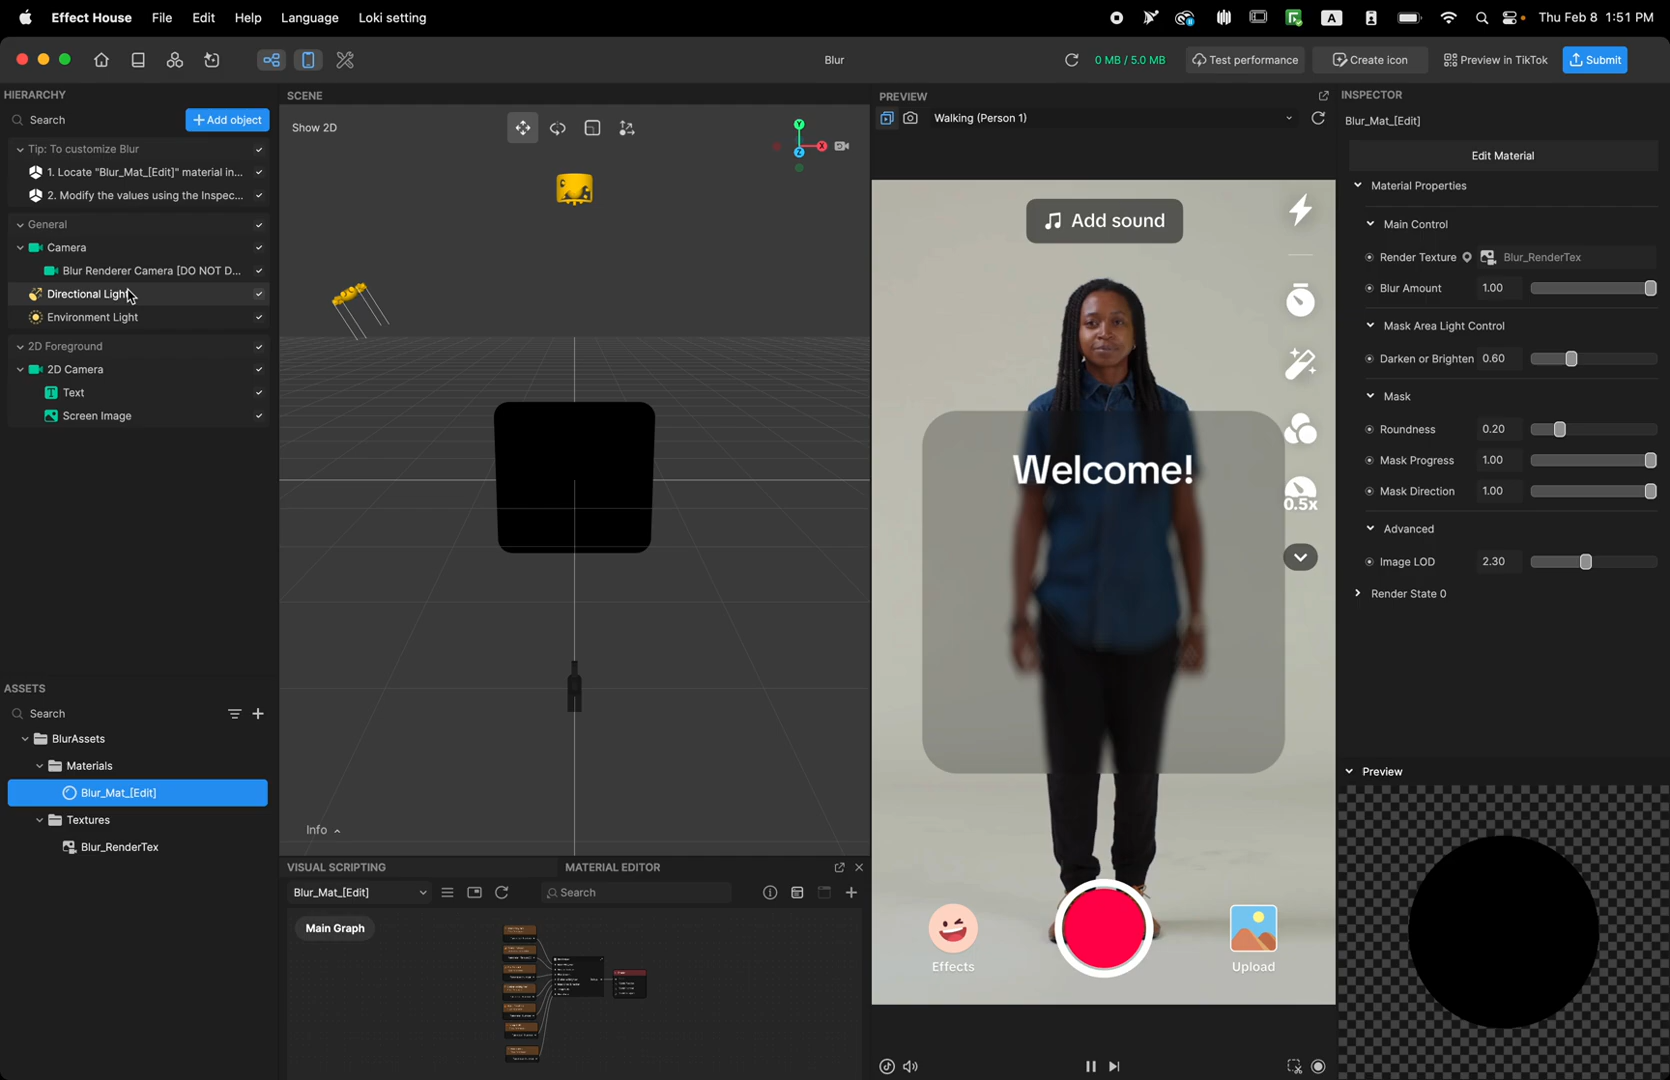 Effect House File Edit Help Language Loki setting A Thu Feb 8 1:51 PM
Blur 0 MB / 5.0 MB Test performance Create icon Preview in TikTok Submit
HIERARCHY
Search + Add object
Tip: To customize Blur
1. Locate "Blur_Mat_[Edit]" material in...
2. Modify the values using the Inspec...
General
Camera
Blur Renderer Camera [DO NOT D...
Directional Light
Environment Light
2D Foreground
2D Camera
Text
Screen Image
ASSETS
Search
BlurAssets
Materials
Blur_Mat_[Edit]
Textures
Blur_RenderTex
SCENE
Show 2D
Y
X
Z
Info
VISUAL SCRIPTING MATERIAL EDITOR
Blur_Mat_[Edit] Search
Main Graph
PREVIEW
Walking (Person 1)
Add sound
Welcome!
0.5x
Effects
Upload
INSPECTOR
Blur_Mat_[Edit]
Edit Material
Material Properties
Main Control
Render Texture Blur_RenderTex
Blur Amount 1.00
Mask Area Light Control
Darken or Brighten 0.60
Mask
Roundness 0.20
Mask Progress 1.00
Mask Direction 1.00
Advanced
Image LOD 2.30
Render State 0
Preview